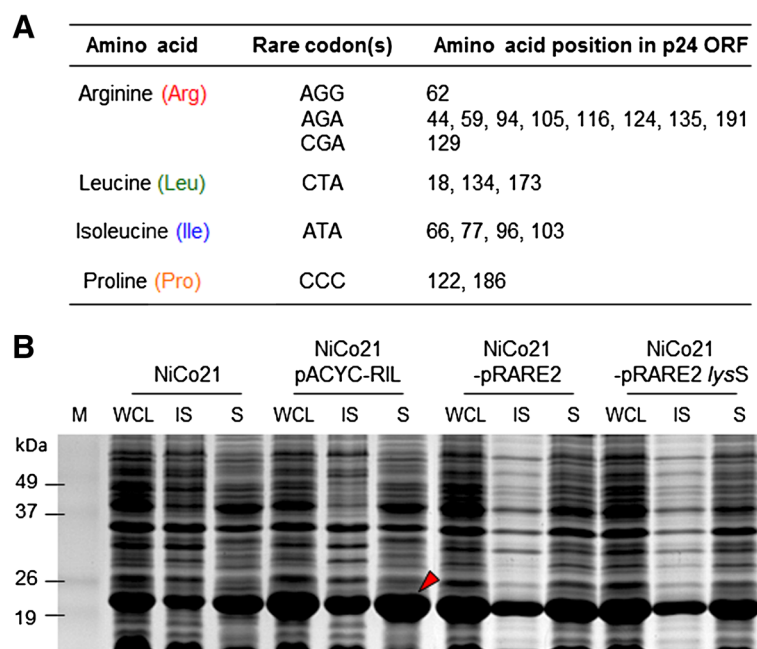 A
Amino acid Rare codon(s) Amino acid position in p24 ORF
Arginine (Arg) AGG 62
AGA 44, 59, 94, 105, 116, 124, 135, 191
CGA 129
Leucine (Leu) CTA 18, 134, 173
Isoleucine (Ile) ATA 66, 77, 96, 103
Proline (Pro) CCC 122, 186
B
NiCo21 NiCo21 pACYC-RIL NiCo21 -pRARE2 NiCo21 -pRARE2 lysS
M WCL IS S WCL IS S WCL IS S WCL IS S
kDa
49
37
26
19